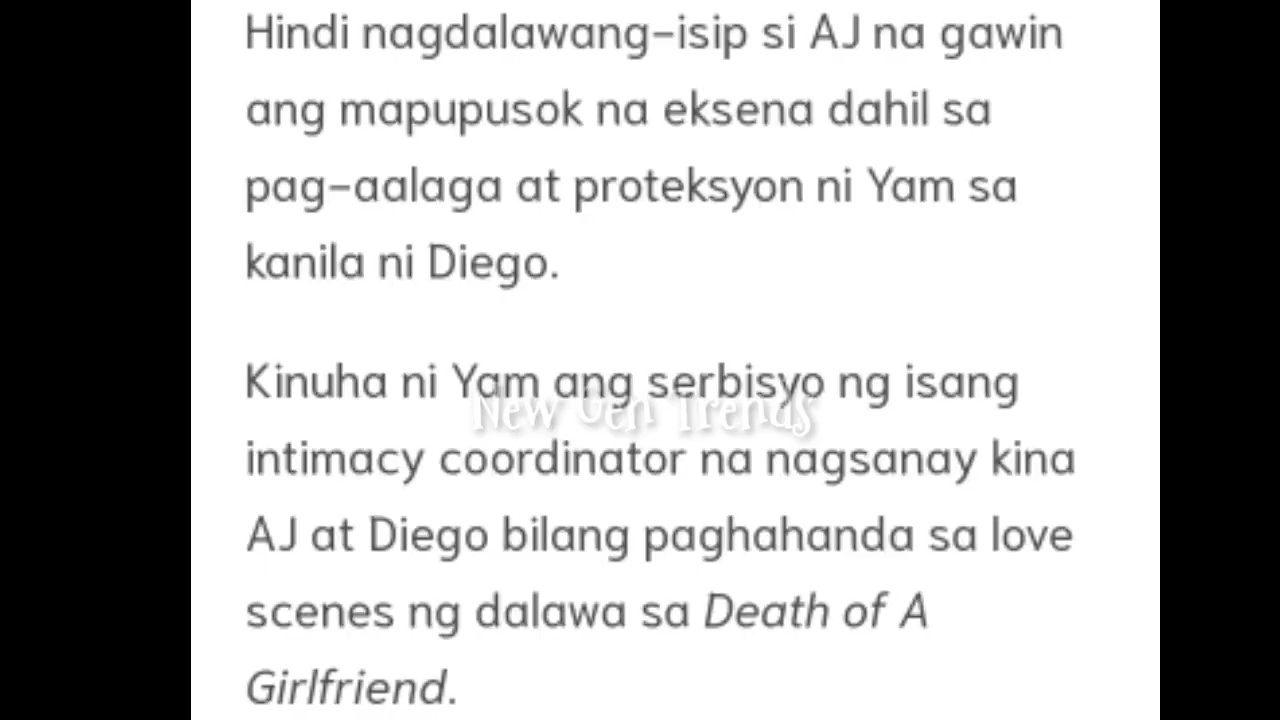 Hindi nagdalawang-isip si AJ na gawin
ang mapupusok na eksena dahil sa
pag-aalaga at proteksyon ni Yam sa
kanila ni Diego.
Kinuha ni Yam ang serbisyo ng isang
New Gen Trends
intimacy coordinator na nagsanay kina
AJ at Diego bilang paghahanda sa love
scenes ng dalawa sa Death of A
Girlfriend.